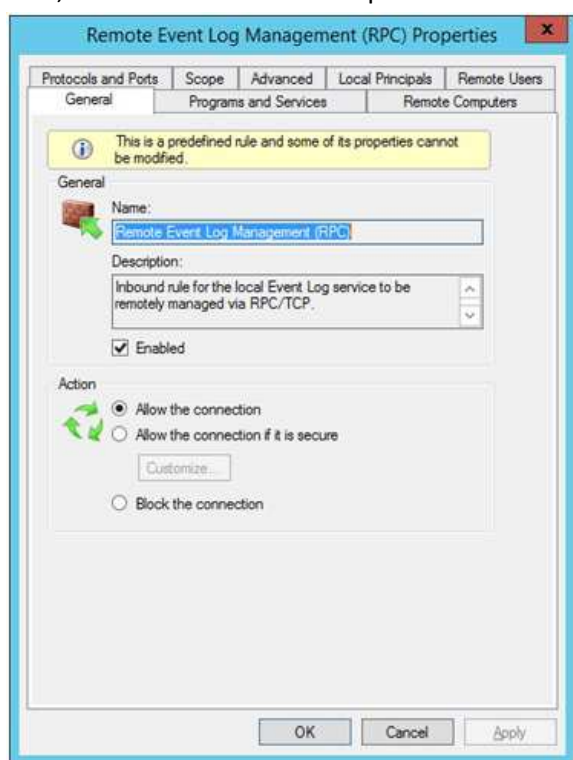 Remote Event Log Management (RPC) Properties
x
Protocols and Ports Scope Advanced Local Principals Remote Users
General Programs and Services Remote Computers
This is a predefined rule and some of its properties cannot
be modified.
General
Name:
Remote Event Log Management (RPC)
Description:
Inbound rule for the local Event Log service to be
remotely managed via RPC/TCP.
Enabled
Action
Allow the connection
Allow the connection if it is secure
Customize...
Block the connection
OK Cancel Apply